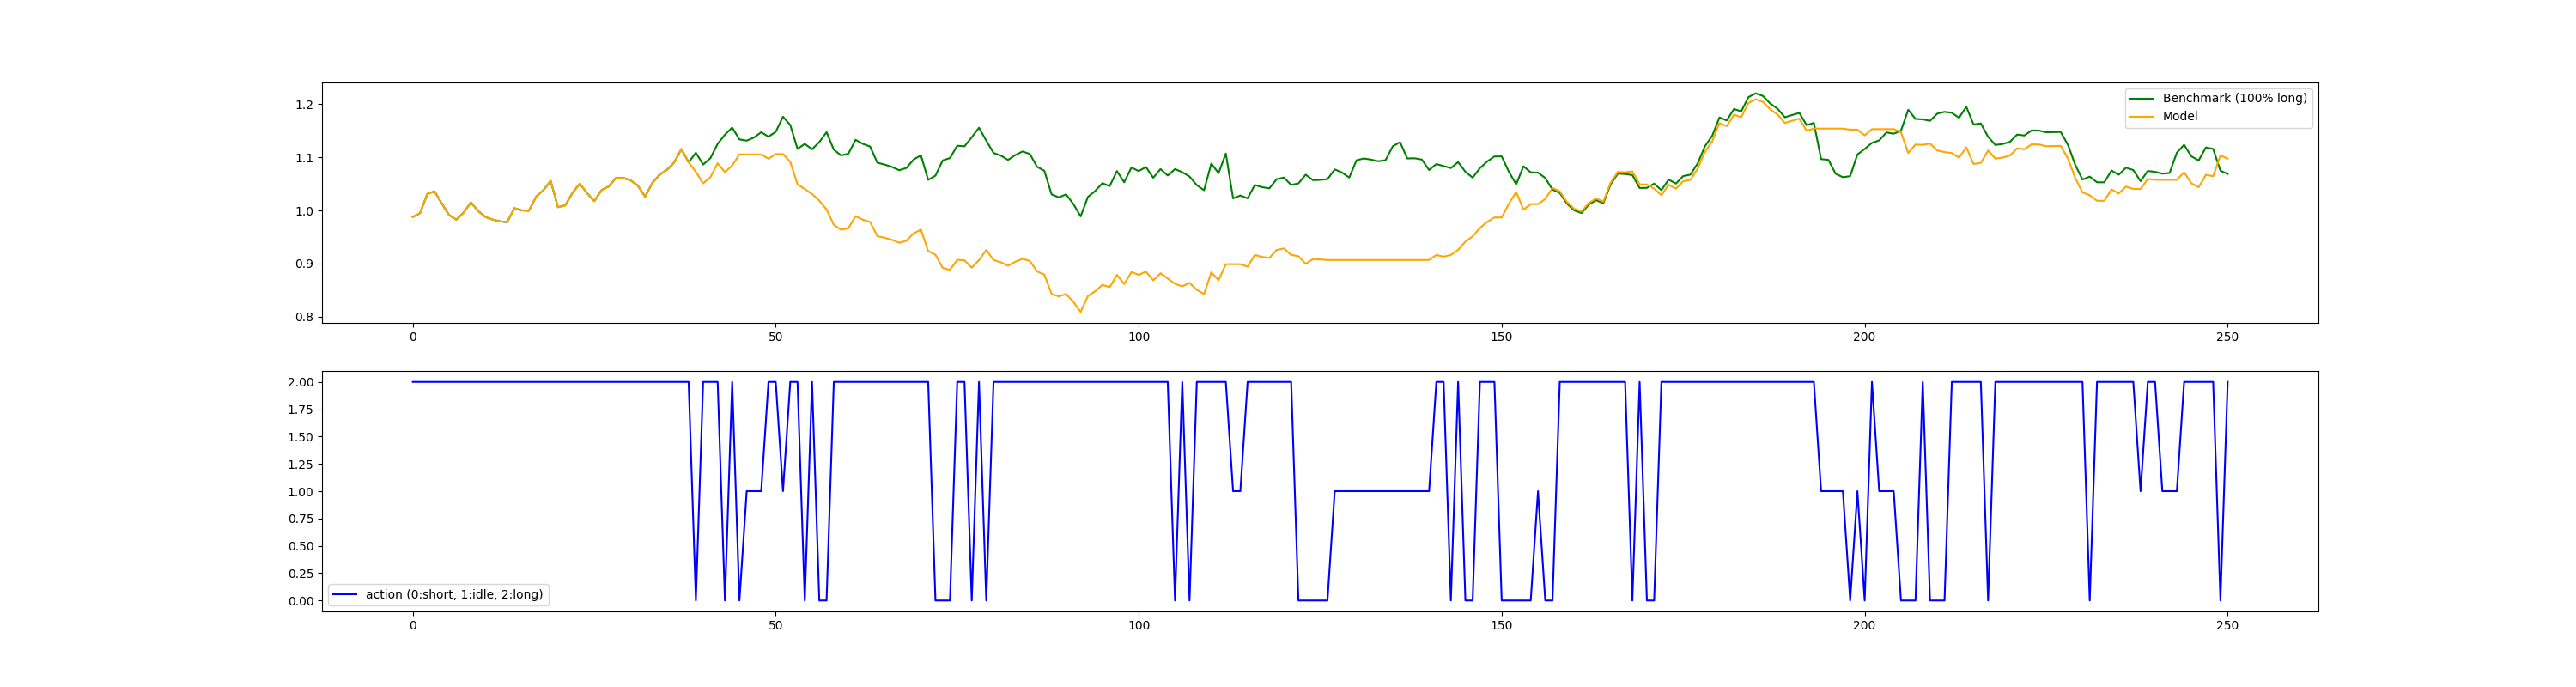 1.2
1.1
1.0
0.9
0.8
Benchmark (100% long)
Model
0 50 100 150 200 250
2.00
1.75
1.50
1.25
1.00
0.75
0.50
0.25
0.00
action (0:short, 1:idle, 2:long)
0 50 100 150 200 250